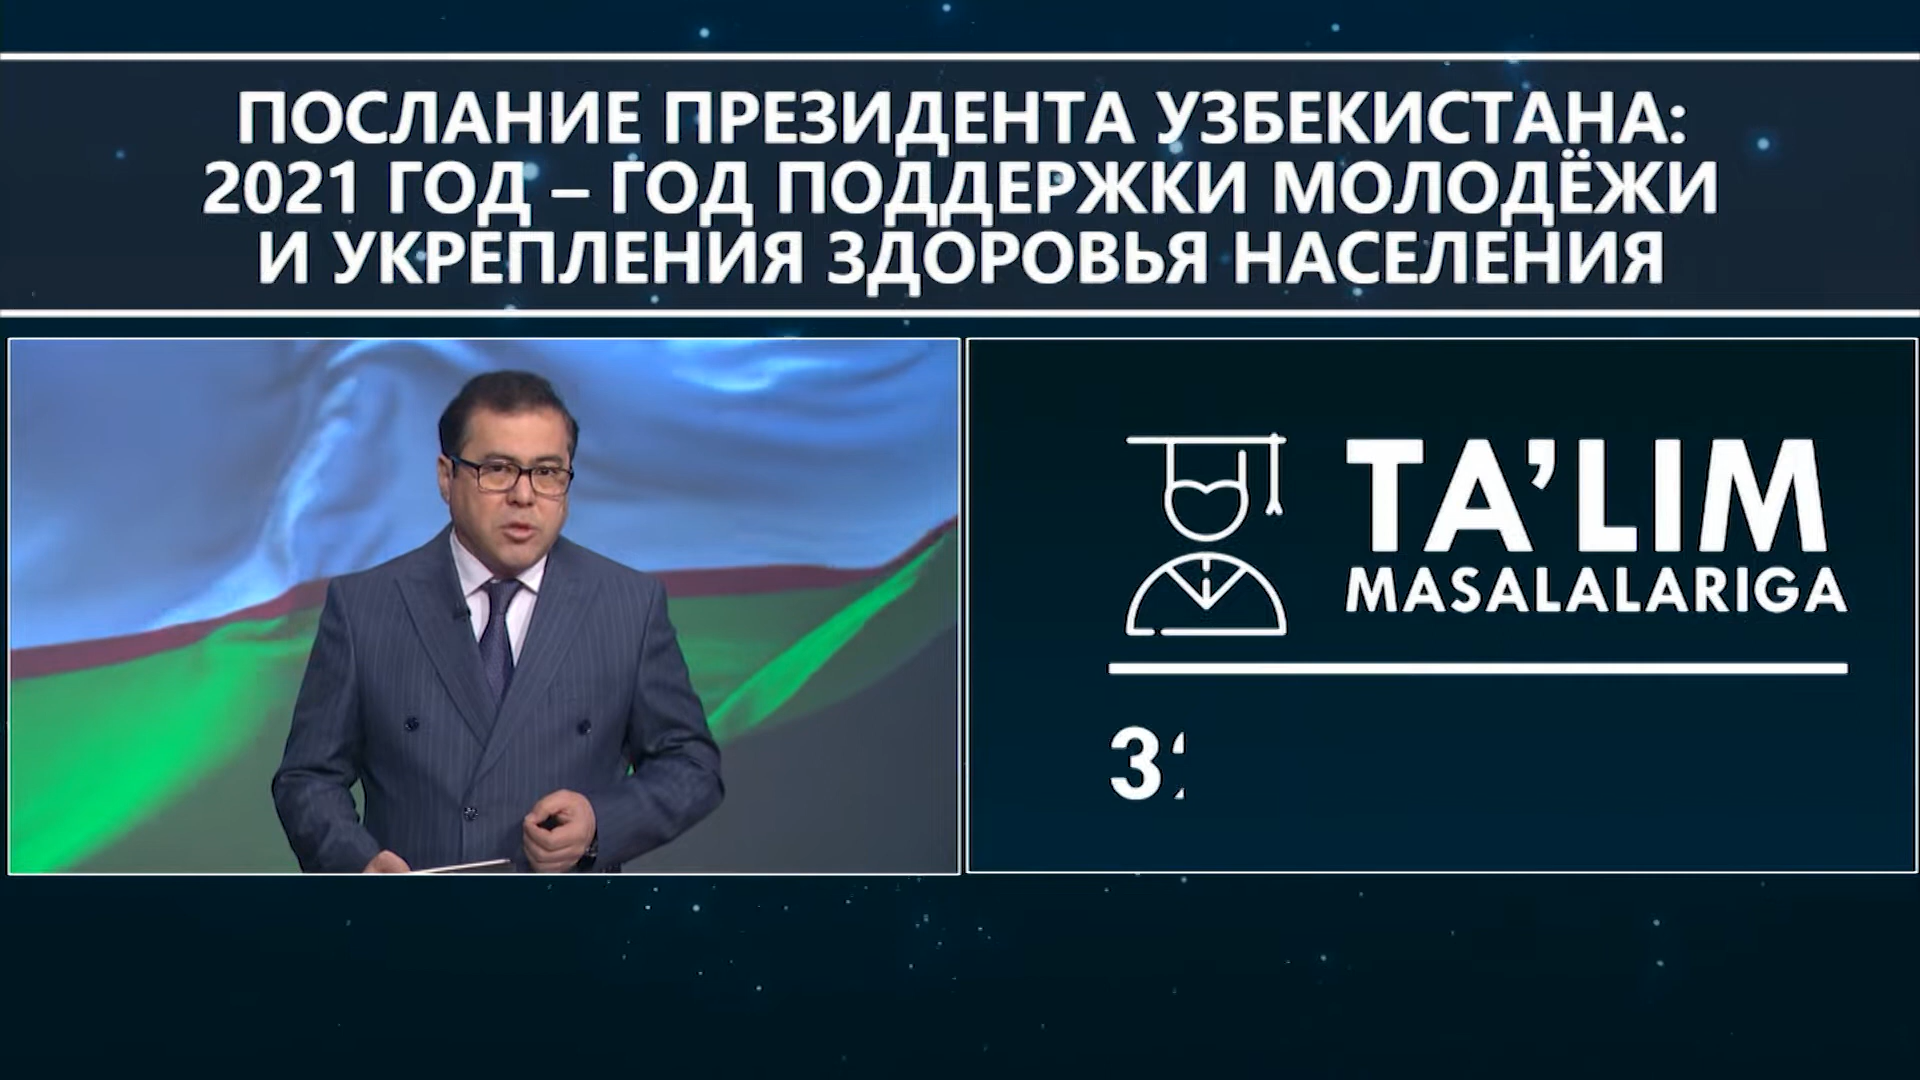 ПОСЛАНИЕ ПРЕЗИДЕНТА УЗБЕКИСТАНА:
2021 ГОД – ГОД ПОДДЕРЖКИ МОЛОДЁЖИ
И УКРЕПЛЕНИЯ ЗДОРОВЬЯ НАСЕЛЕНИЯ
TA’LIM
MASALALARIGA